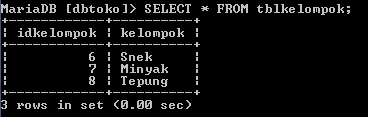 MariaDB [dbtoko]> SELECT * FROM tblkelompok;
+------------+----------+
| idkelompok | kelompok |
+------------+----------+
|          6 | Snek     |
|          7 | Minyak   |
|          8 | Tepung   |
+------------+----------+
3 rows in set (0.00 sec)